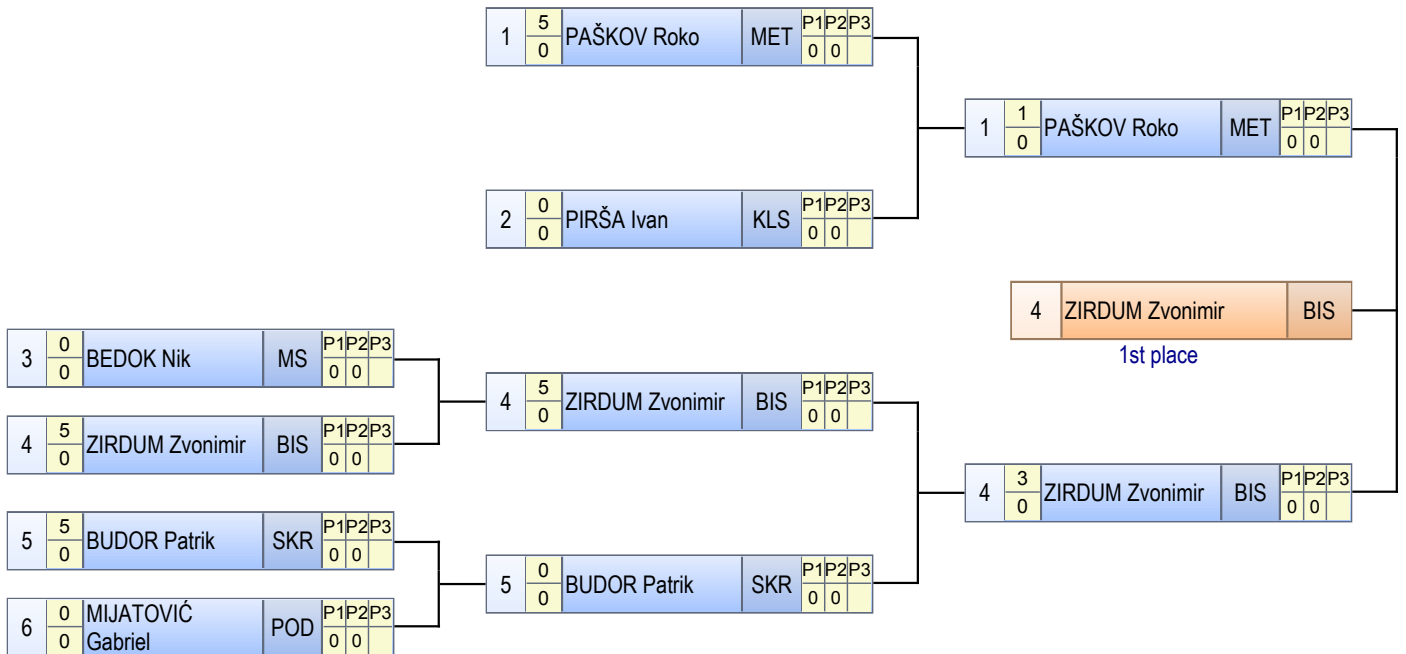 1 5 0 PAŠKOV Roko MET P1 P2 P3 0 0
2 0 0 PIRŠA Ivan KLS P1 P2 P3 0 0
1 1 0 PAŠKOV Roko MET P1 P2 P3 0 0
4 ZIRDUM Zvonimir BIS
1st place
3 0 0 BEDOK Nik MS P1 P2 P3 0 0
4 5 0 ZIRDUM Zvonimir BIS P1 P2 P3 0 0
4 5 0 ZIRDUM Zvonimir BIS P1 P2 P3 0 0
4 3 0 ZIRDUM Zvonimir BIS P1 P2 P3 0 0
5 5 0 BUDOR Patrik SKR P1 P2 P3 0 0
5 0 0 BUDOR Patrik SKR P1 P2 P3 0 0
6 0 0 MIJATOVIĆ Gabriel POD P1 P2 P3 0 0